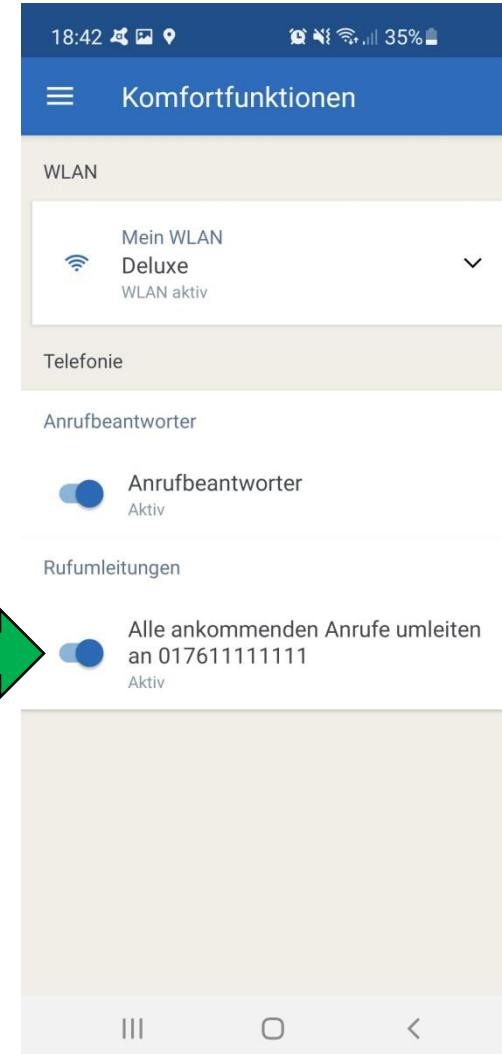 18:42 35%
Komfortfunktionen
WLAN
Mein WLAN
Deluxe
WLAN aktiv
Telefonie
Anrufbeantworter
Anrufbeantworter
Aktiv
Rufumleitungen
Alle ankommenden Anrufe umleiten
an 017611111111
Aktiv